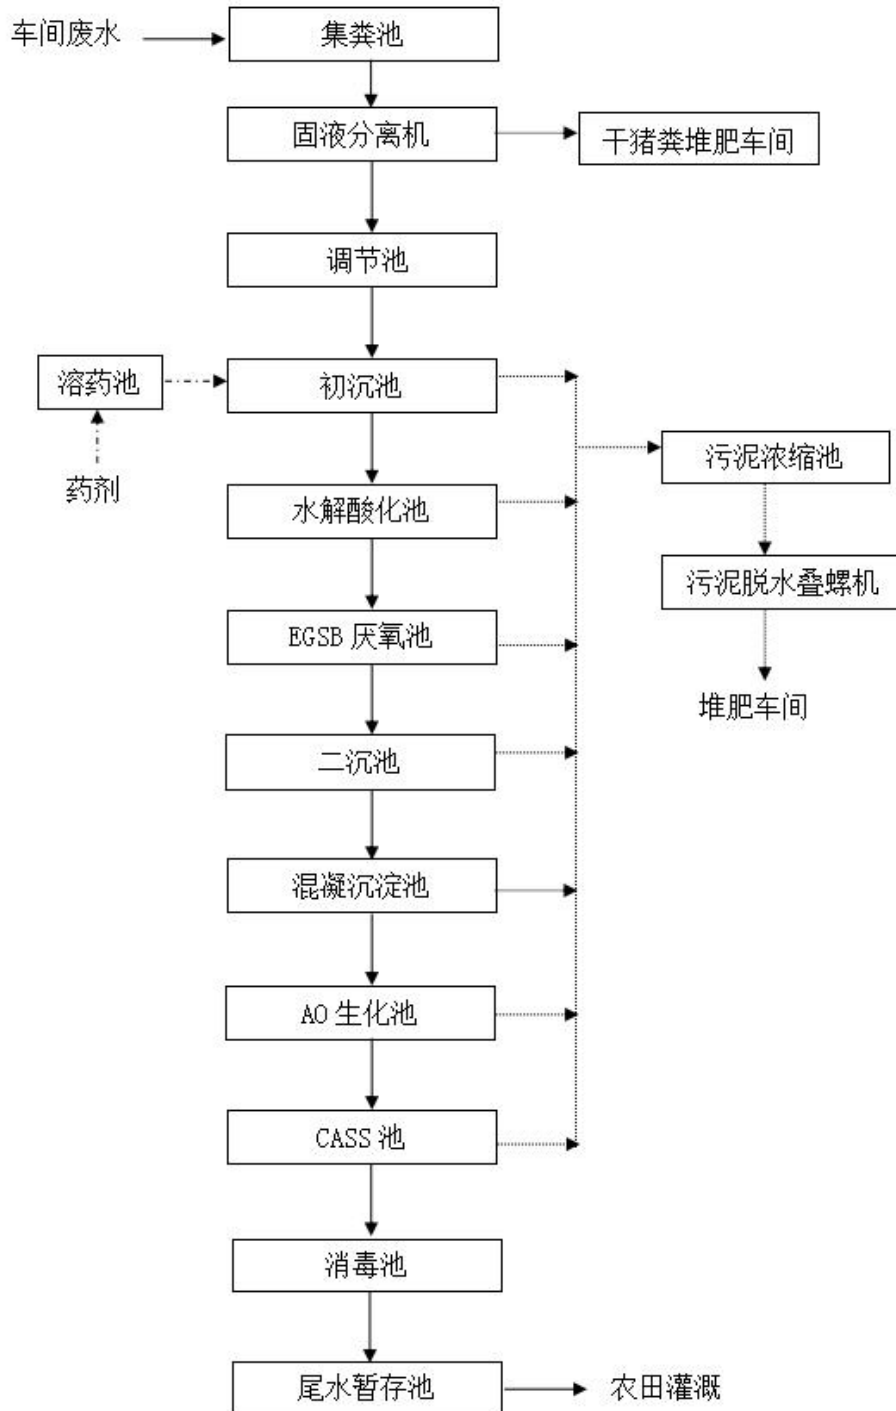 车间废水
集粪池
固液分离机
干猪粪堆肥车间
调节池
溶药池
初沉池
药剂
污泥浓缩池
水解酸化池
污泥脱水叠螺机
EGSB 厌氧池
堆肥车间
二沉池
混凝沉淀池
AO 生化池
CASS 池
消毒池
尾水暂存池
农田灌溉